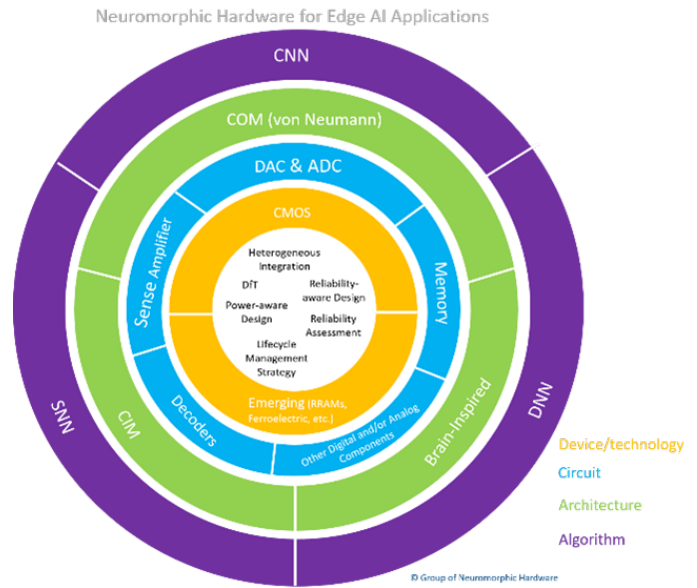 Neuromorphic Hardware for Edge AI Applications
CNN
COM (von Neumann)
DAC & ADC
CMOS
Heterogeneous
Integration
DfT
Reliability-
aware Design
Power-aware
Design
Reliability
Assessment
Lifecycle
Management
Strategy
Emerging (RRAMs,
Ferroelectric, etc.)
Sense Amplifier
Memory
Decoders
Other Digital and/or Analog
Components
CIM
Brain-Inspired
SNN
DNN
Device/technology
Circuit
Architecture
Algorithm
© Group of Neuromorphic Hardware